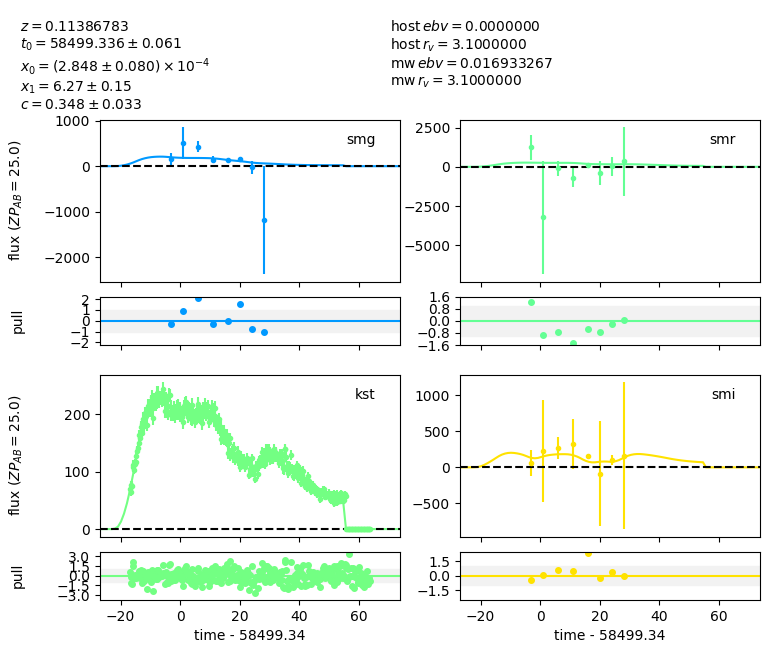 z = 0.11386783
t₀ = 58499.336 ± 0.061
x₀ = (2.848 ± 0.080) × 10⁻⁴
x₁ = 6.27 ± 0.15
c = 0.348 ± 0.033
host ebv = 0.0000000
host r_v = 3.1000000
mw ebv = 0.016933267
mw r_v = 3.1000000
flux (ZP_AB = 25.0)
1000
0
−1000
−2000
smg
2500
0
−2500
−5000
smr
pull
2
1
0
−1
−2
1.6
0.8
0.0
−0.8
−1.6
flux (ZP_AB = 25.0)
200
100
0
kst
1000
500
0
−500
smi
pull
3.0
1.5
0.0
−1.5
−3.0
−20 0 20 40 60
time - 58499.34
1.5
0.0
−1.5
−20 0 20 40 60
time - 58499.34